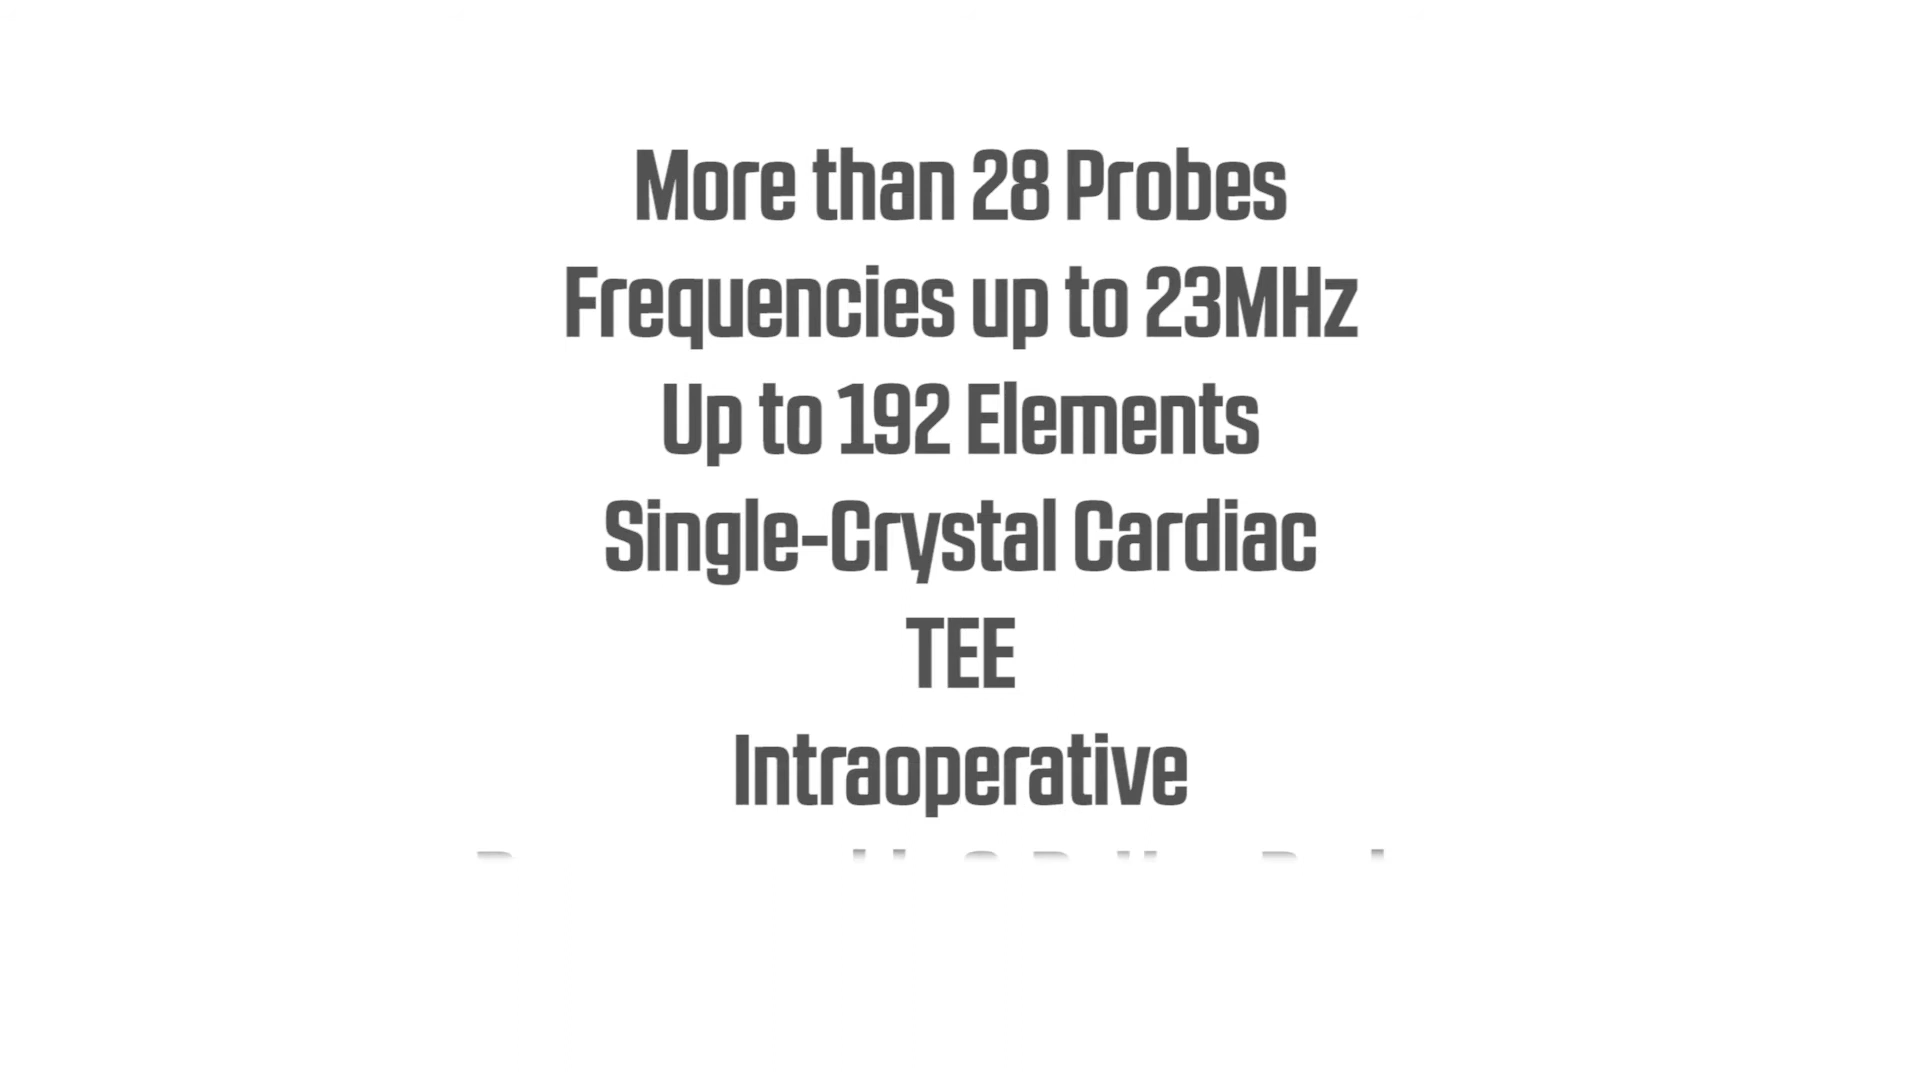 More than 28 Probes
Frequencies up to 23MHz
Up to 192 Elements
Single-Crystal Cardiac
TEE
Intraoperative